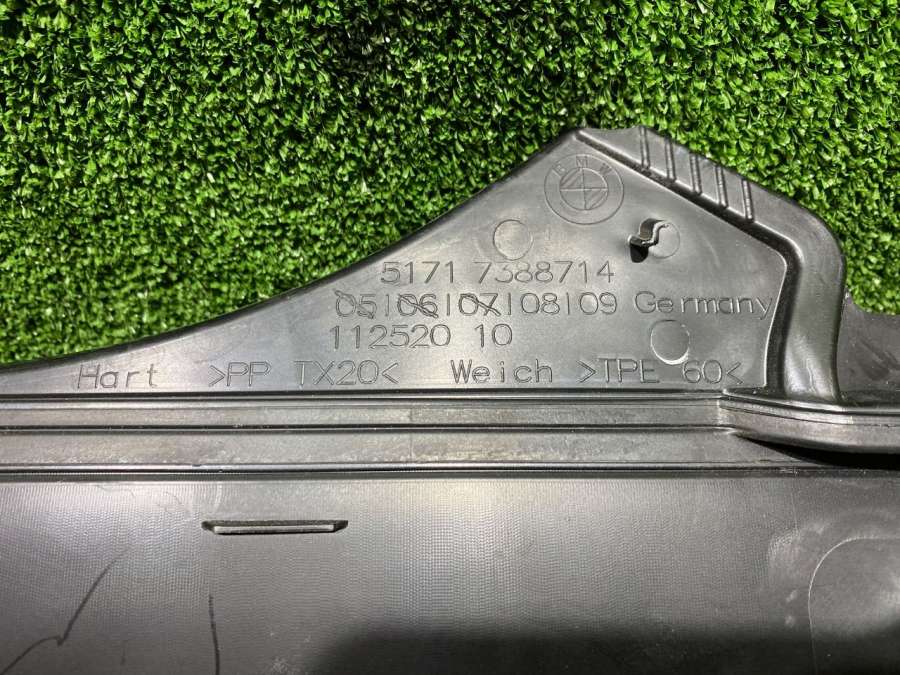 BMW
5171 7388714
05|06|07|08|09 Germany
112520 10
Hart >PP TX20< Weich >TPE 60<